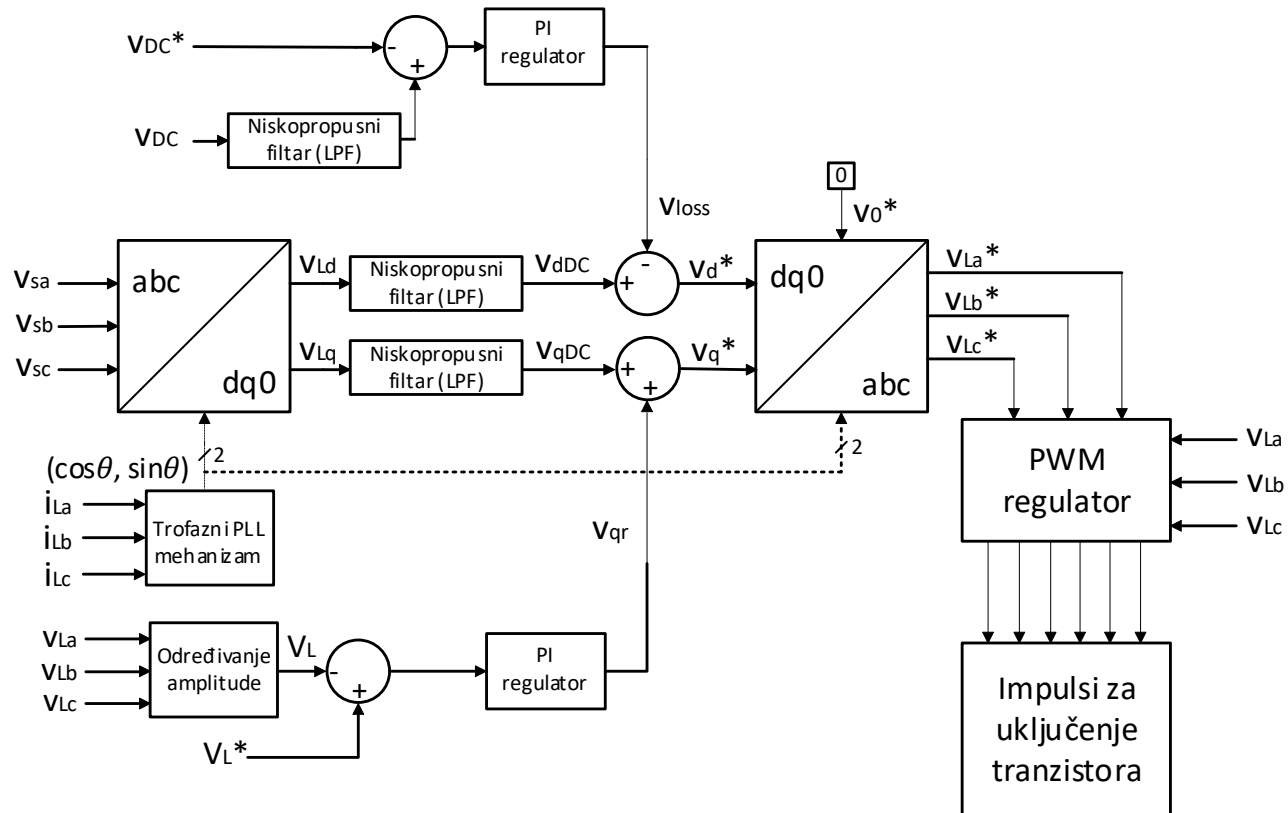 vDC*
-
+
PI
regulator
vDC
Niskopropusni
filtar (LPF)
vloss
0
v0*
vsa
vsb
vsc
abc
dq0
vLd
Niskopropusni
filtar (LPF)
vdDC
-
+
vd*
vLq
Niskopropusni
filtar (LPF)
vqDC
+
+
vq*
dq0
abc
vLa*
vLb*
vLc*
2
2
(cosθ, sinθ)
iLa
iLb
iLc
Trofazni PLL
mehanizam
vqr
PWM
regulator
vLa
vLb
vLc
vLa
vLb
vLc
Određivanje
amplitude
VL
-
+
VL*
PI
regulator
Impulsi za
uključenje
tranzistora